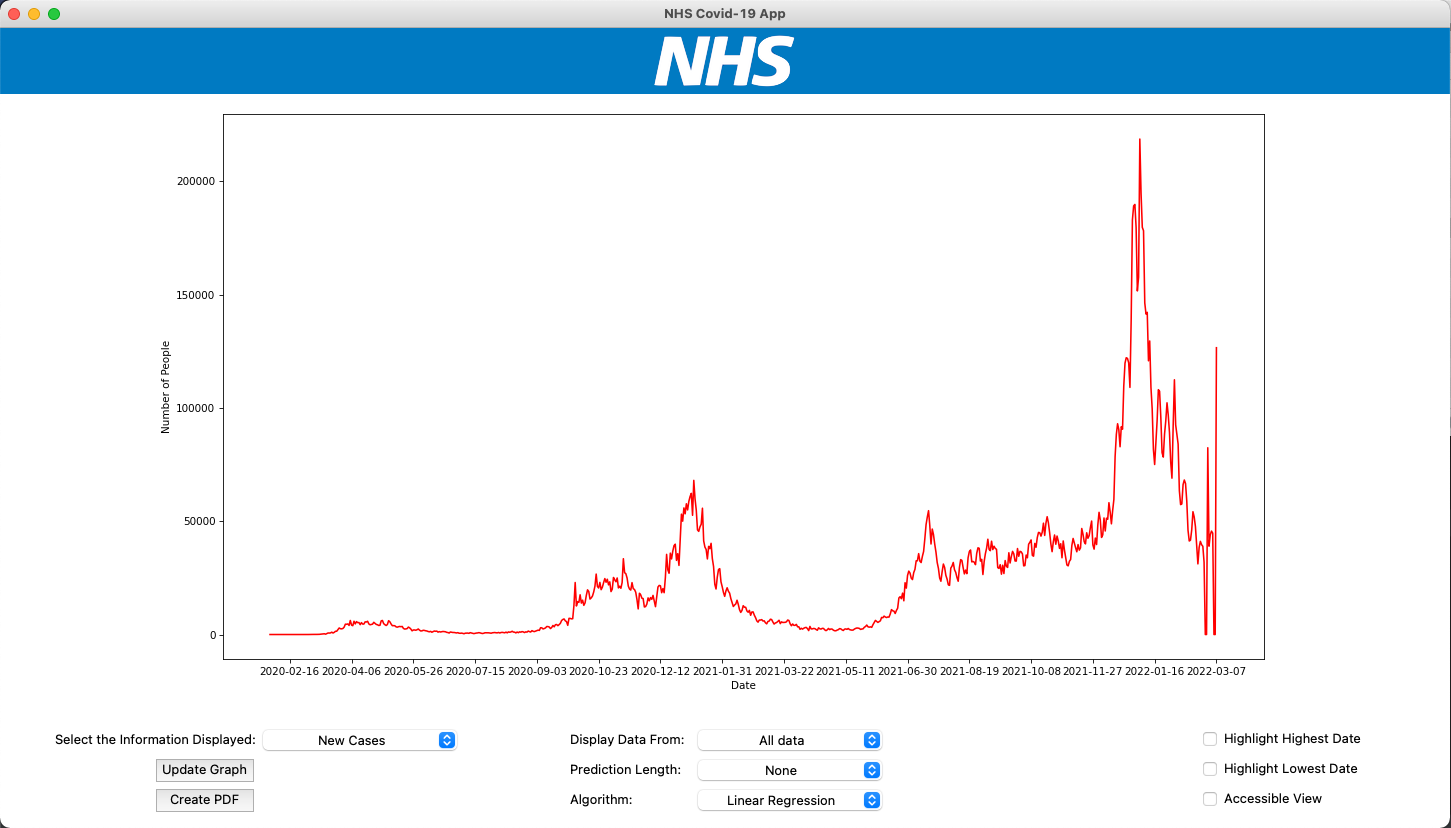 NHS Covid-19 App
NHS
200000
150000
100000
50000
0
Number of People
2020-02-16 2020-04-06 2020-05-26 2020-07-15 2020-09-03 2020-10-23 2020-12-12 2021-01-31 2021-03-22 2021-05-11 2021-06-30 2021-08-19 2021-10-08 2021-11-27 2022-01-16 2022-03-07
Date
Select the Information Displayed: New Cases
Update Graph
Create PDF
Display Data From: All data
Prediction Length: None
Algorithm: Linear Regression
Highlight Highest Date
Highlight Lowest Date
Accessible View